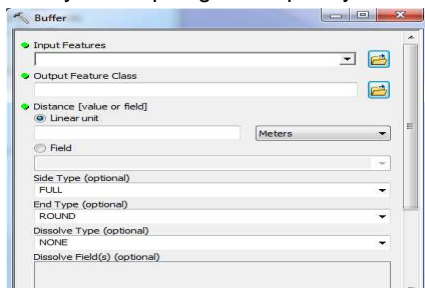 Buffer
Input Features
Output Feature Class
Distance [value or field]
Linear unit
Meters
Field
Side Type (optional)
FULL
End Type (optional)
ROUND
Dissolve Type (optional)
NONE
Dissolve Field(s) (optional)